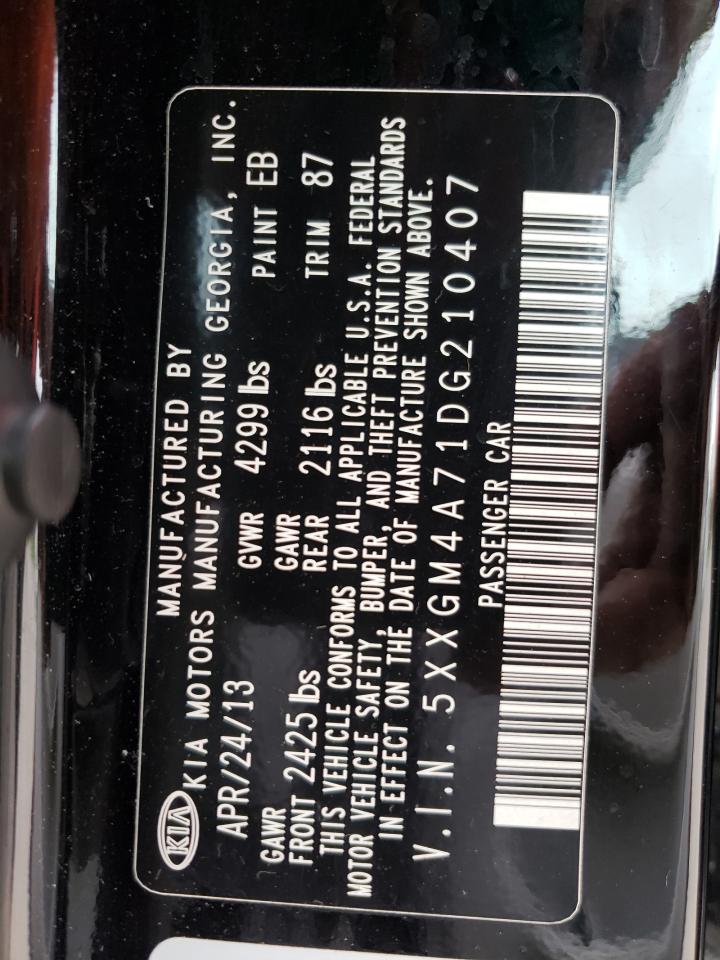 MANUFACTURED BY
KIA KIA MOTORS MANUFACTURING GEORGIA, INC.
APR/24/13 GVWR 4299 lbs PAINT EB
GAWR FRONT 2425 lbs GAWR REAR 2116 lbs TRIM 87
THIS VEHICLE CONFORMS TO ALL APPLICABLE U.S.A. FEDERAL
MOTOR VEHICLE SAFETY, BUMPER, AND THEFT PREVENTION STANDARDS
IN EFFECT ON THE DATE OF MANUFACTURE SHOWN ABOVE.
V.I.N. 5XXGM4A71DG210407
PASSENGER CAR